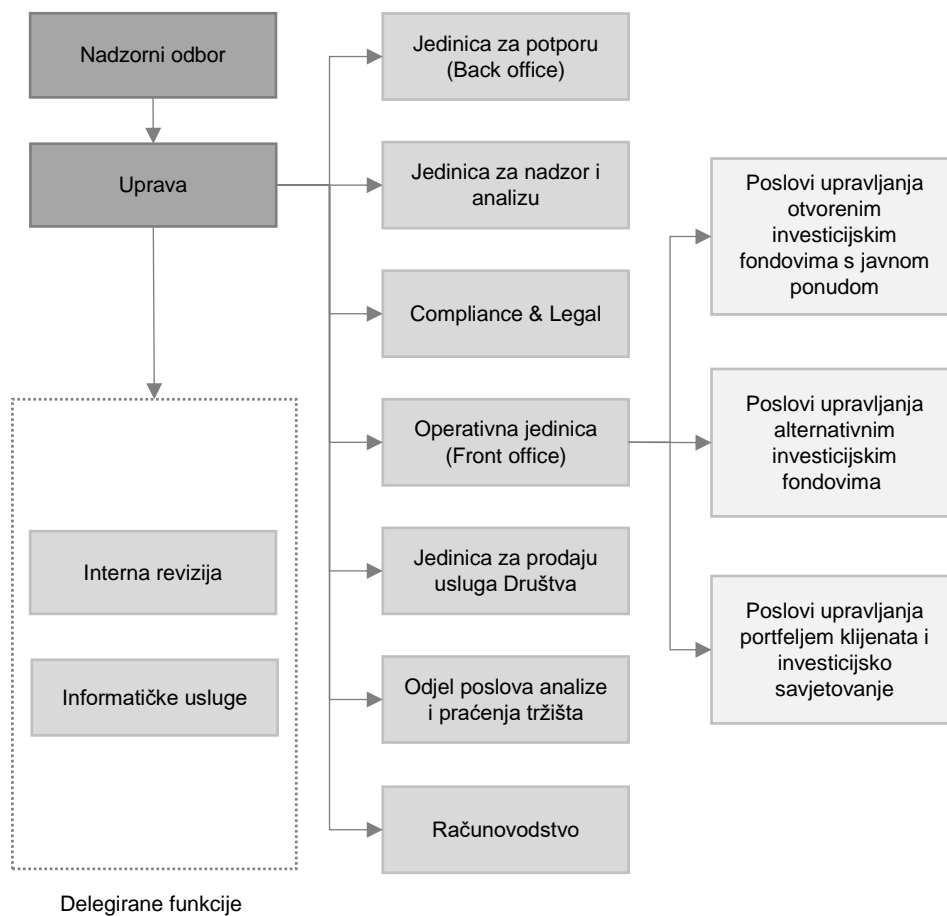 Nadzorni odbor
Uprava
Interna revizija
Informatičke usluge
Delegirane funkcije
Jedinica za potporu
(Back office)
Jedinica za nadzor i
analizu
Compliance & Legal
Operativna jedinica
(Front office)
Jedinica za prodaju
usluga Društva
Odjel poslova analize
i praćenja tržišta
Računovodstvo
Poslovi upravljanja
otvorenim
investicijskim
fondovima s javnom
ponudom
Poslovi upravljanja
alternativnim
investicijskim
fondovima
Poslovi upravljanja
portfeljem klijenata i
investicijsko
savjetovanje